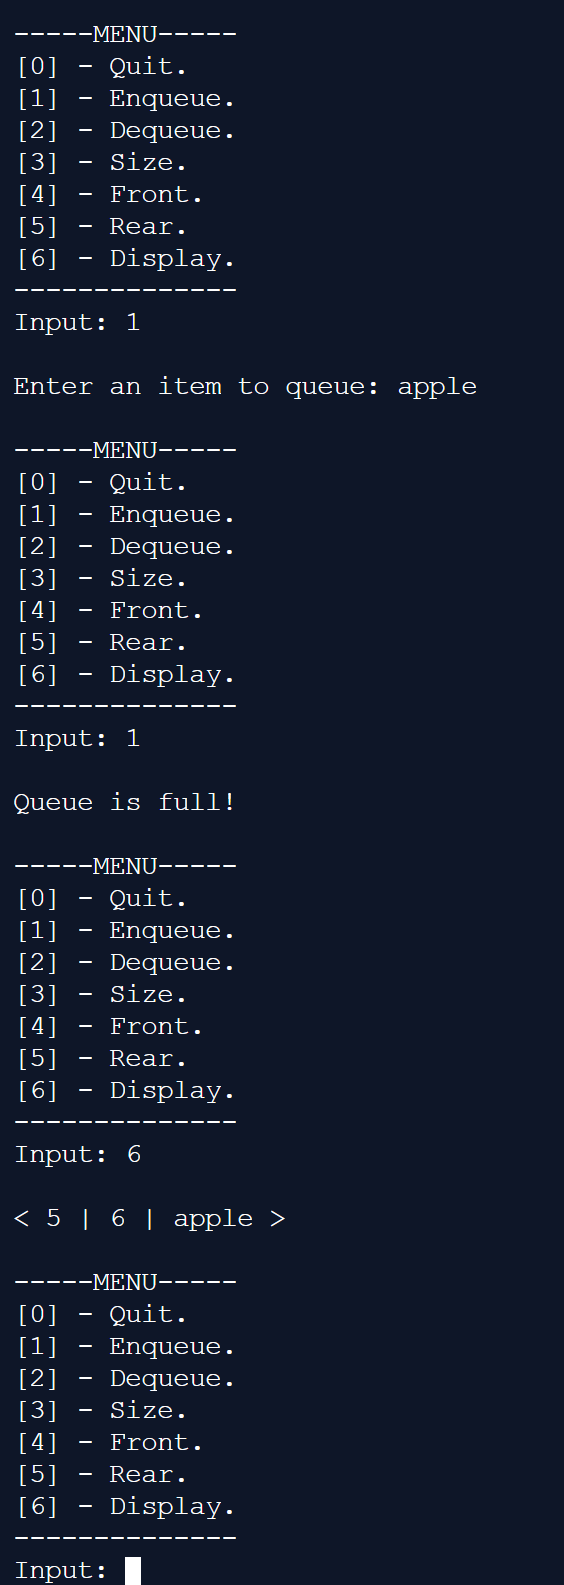 -----MENU-----
[0] - Quit.
[1] - Enqueue.
[2] - Dequeue.
[3] - Size.
[4] - Front.
[5] - Rear.
[6] - Display.
--------------
Input: 1
Enter an item to queue: apple
-----MENU-----
[0] - Quit.
[1] - Enqueue.
[2] - Dequeue.
[3] - Size.
[4] - Front.
[5] - Rear.
[6] - Display.
--------------
Input: 1
Queue is full!
-----MENU-----
[0] - Quit.
[1] - Enqueue.
[2] - Dequeue.
[3] - Size.
[4] - Front.
[5] - Rear.
[6] - Display.
--------------
Input: 6
< 5 | 6 | apple >
-----MENU-----
[0] - Quit.
[1] - Enqueue.
[2] - Dequeue.
[3] - Size.
[4] - Front.
[5] - Rear.
[6] - Display.
--------------
Input: